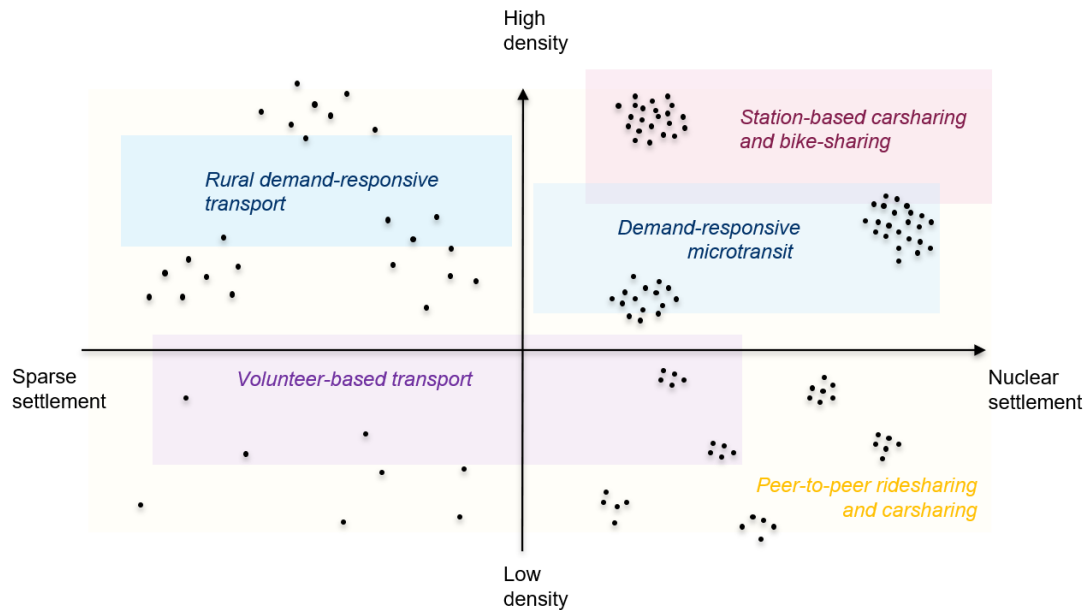 High
density
Station-based carsharing
and bike-sharing
Rural demand-responsive
transport
Demand-responsive
microtransit
Sparse
settlement
Volunteer-based transport
Nuclear
settlement
Peer-to-peer ridesharing
and carsharing
Low
density